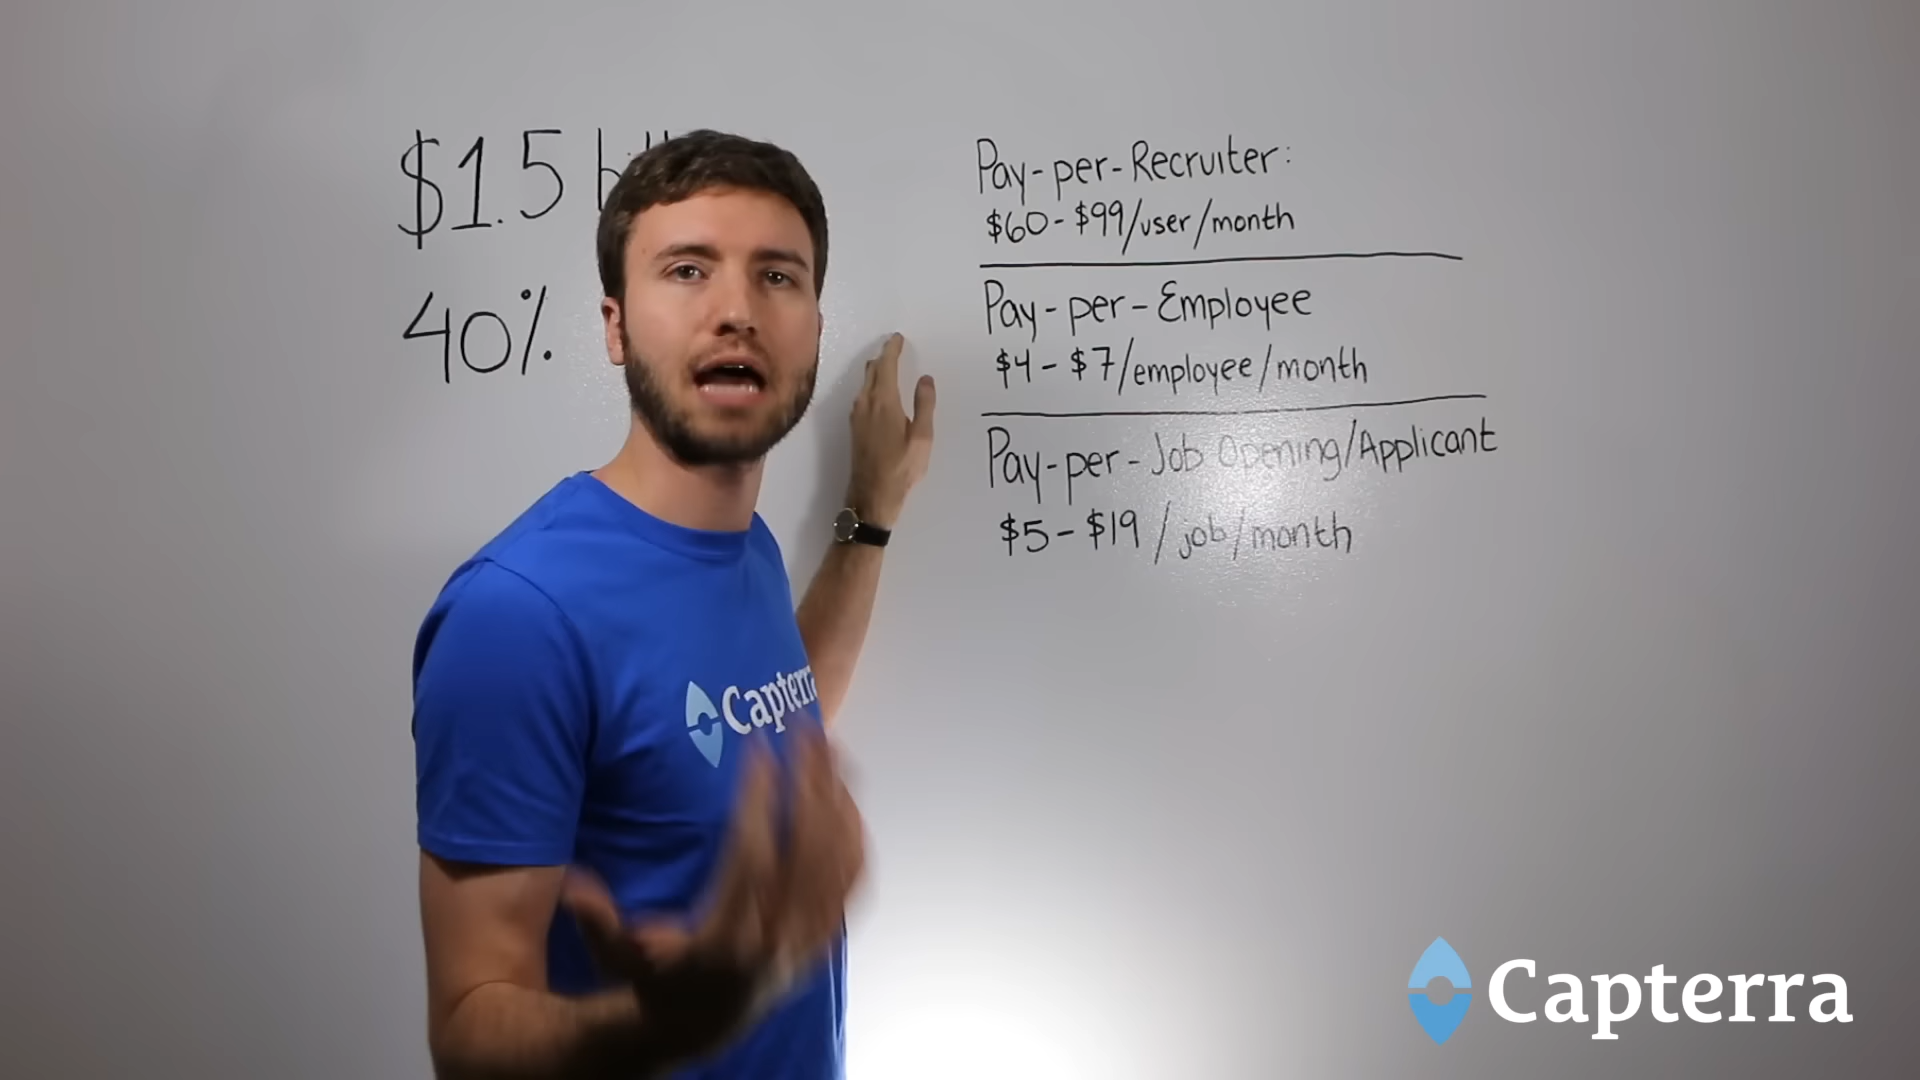 $1.5
40%
Pay-per-Recruiter:
$60-$99/user/month
Pay-per-Employee
$4-$7/employee/month
Pay-per-Job Opening/Applicant
$5-$19/job/month
Capterra
Capterra